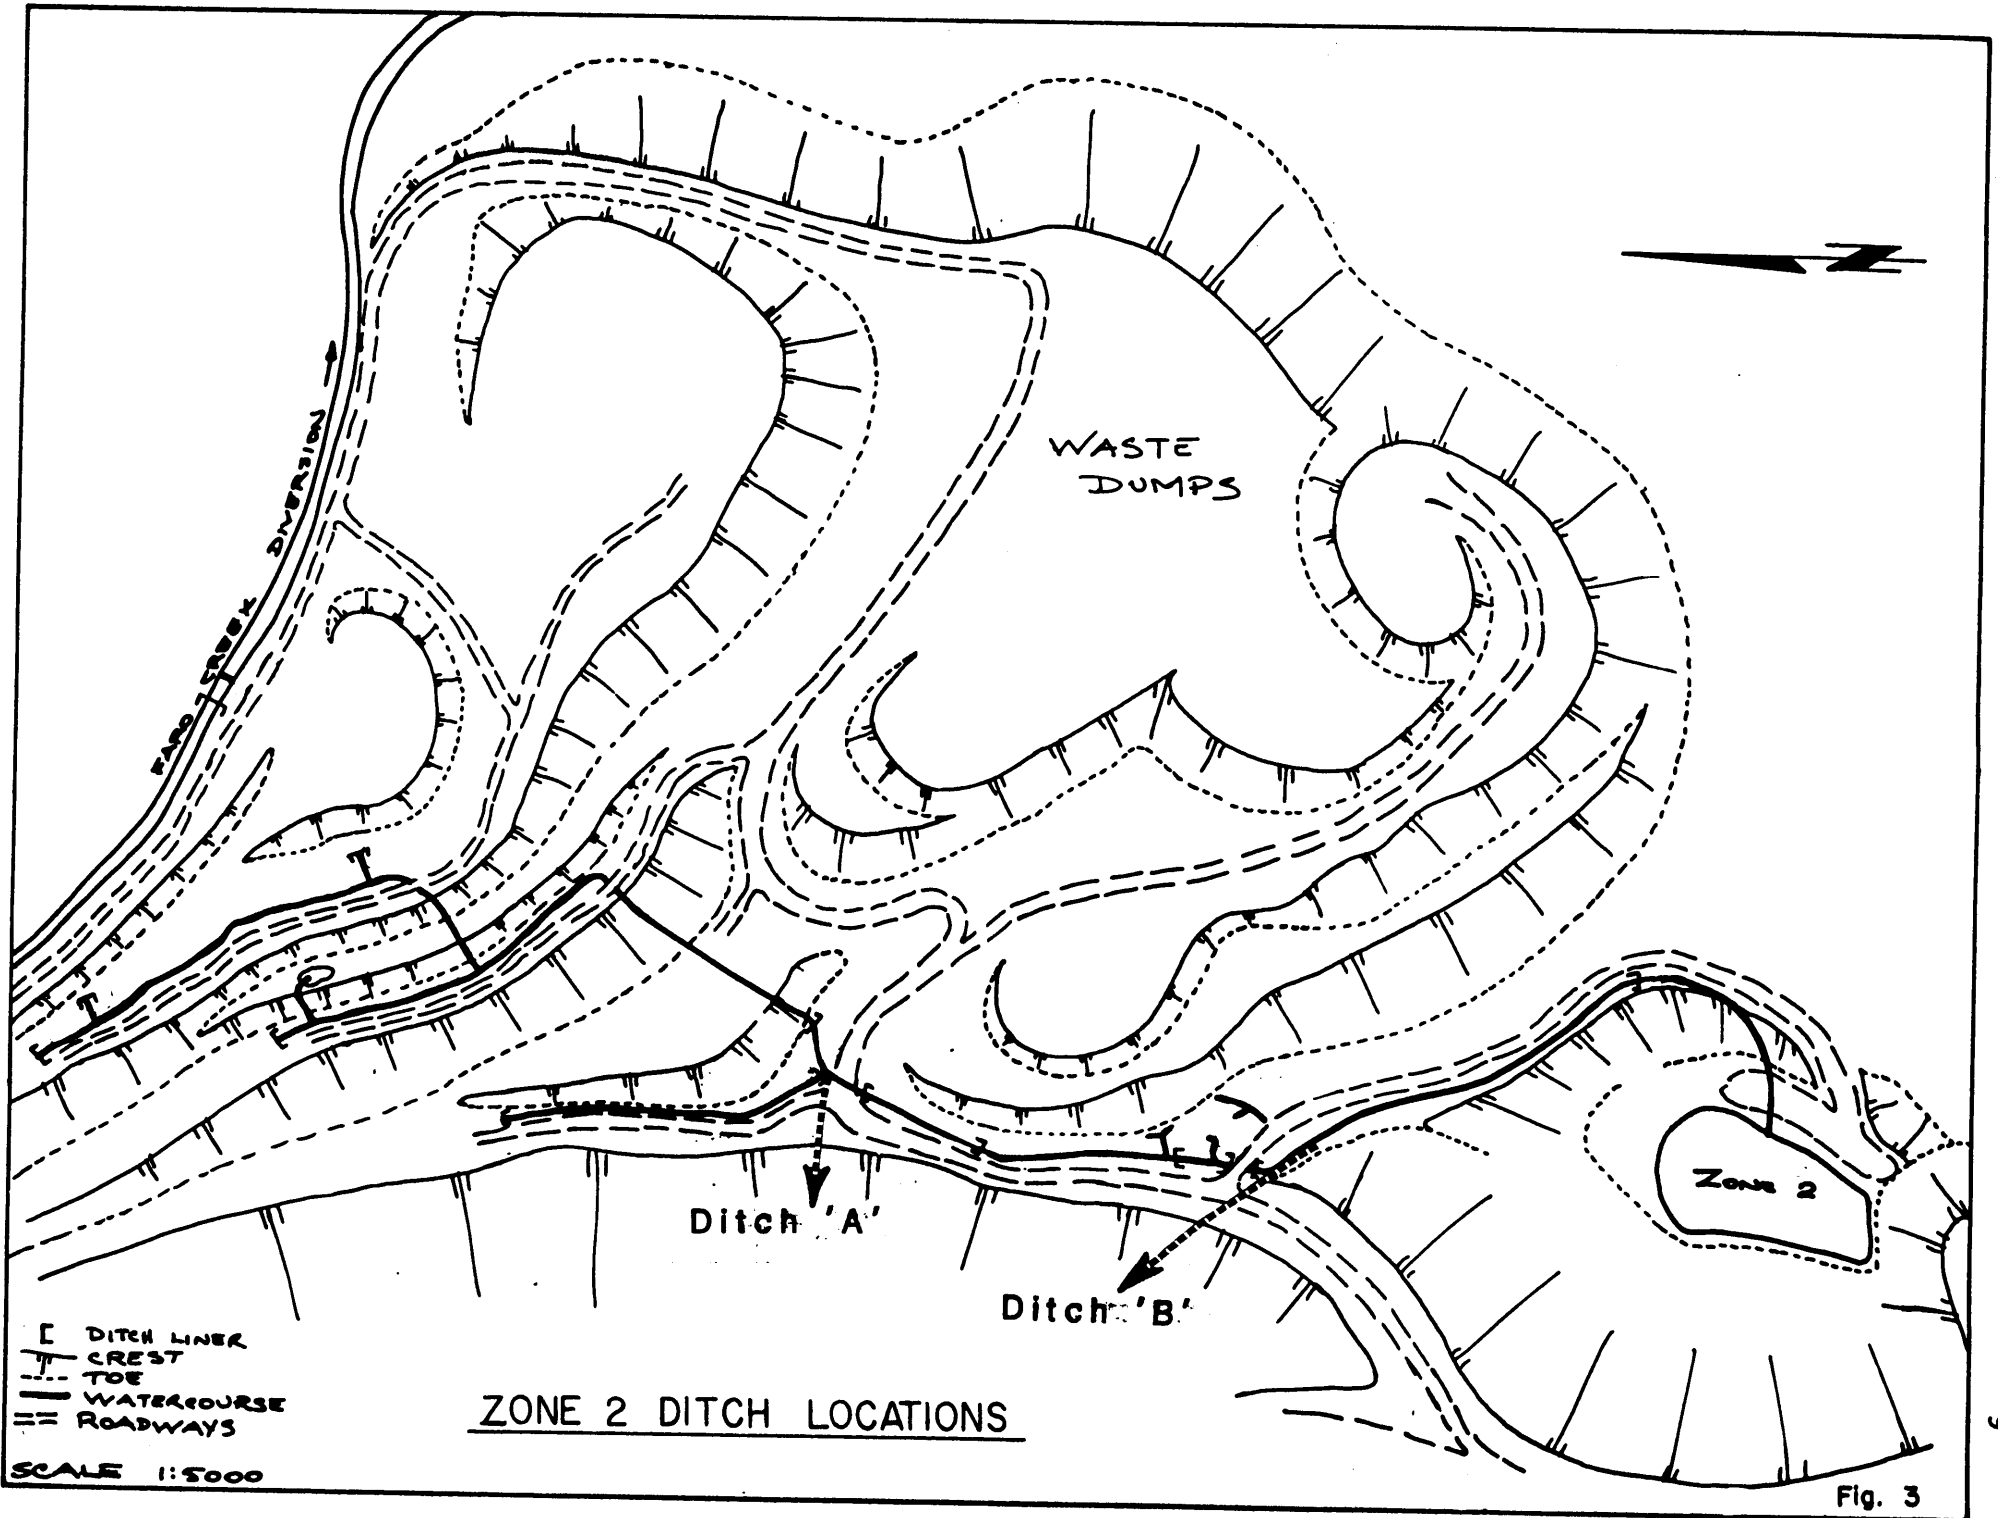 WASTE
DUMPS
FARO CREEK DIVERSION
ZONE 2
Ditch 'A'
Ditch 'B'
DITCH LINER
CREST
TOE
WATERCOURSE
ROADWAYS
SCALE 1:5000
ZONE 2 DITCH LOCATIONS
Fig. 3